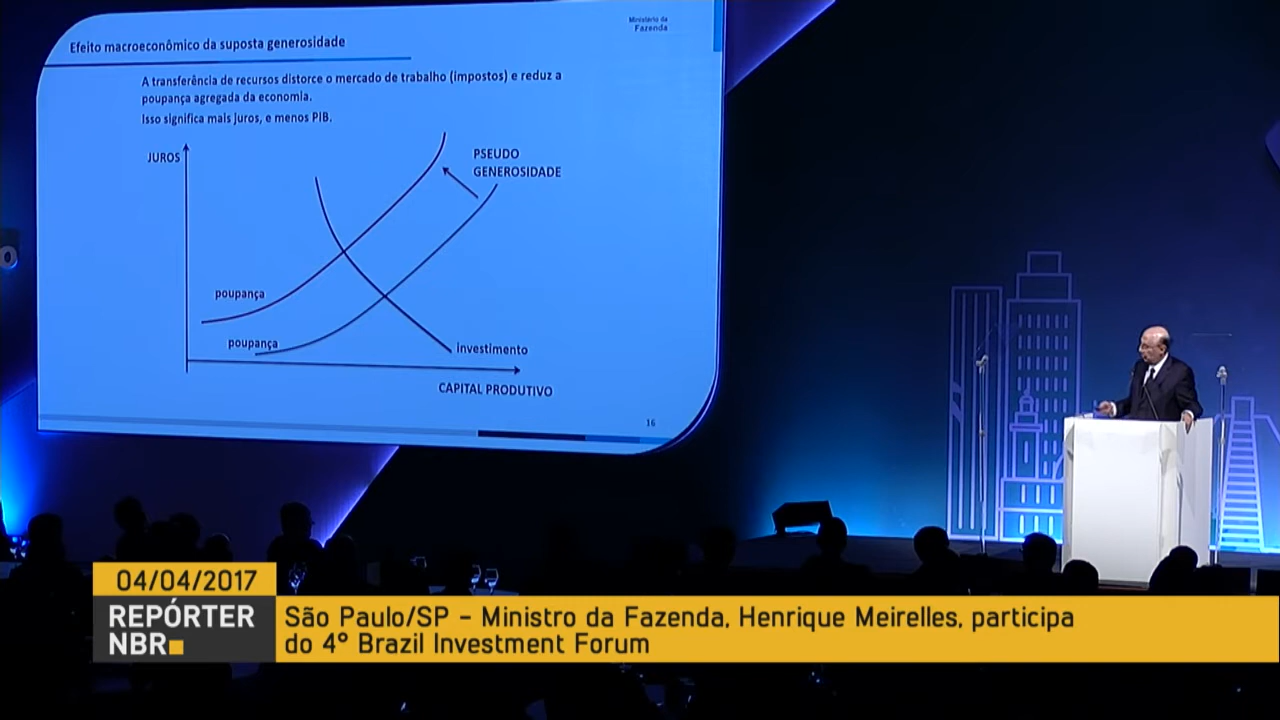 Ministério da
Fazenda
Efeito macroeconômico da suposta generosidade
A transferência de recursos distorce o mercado de trabalho (impostos) e reduz a
poupança agregada da economia.
Isso significa mais juros, e menos PIB.
JUROS
PSEUDO
GENEROSIDADE
poupança
poupança
investimento
CAPITAL PRODUTIVO
16
04/04/2017
REPÓRTER
NBR
São Paulo/SP – Ministro da Fazenda, Henrique Meirelles, participa
do 4° Brazil Investment Forum